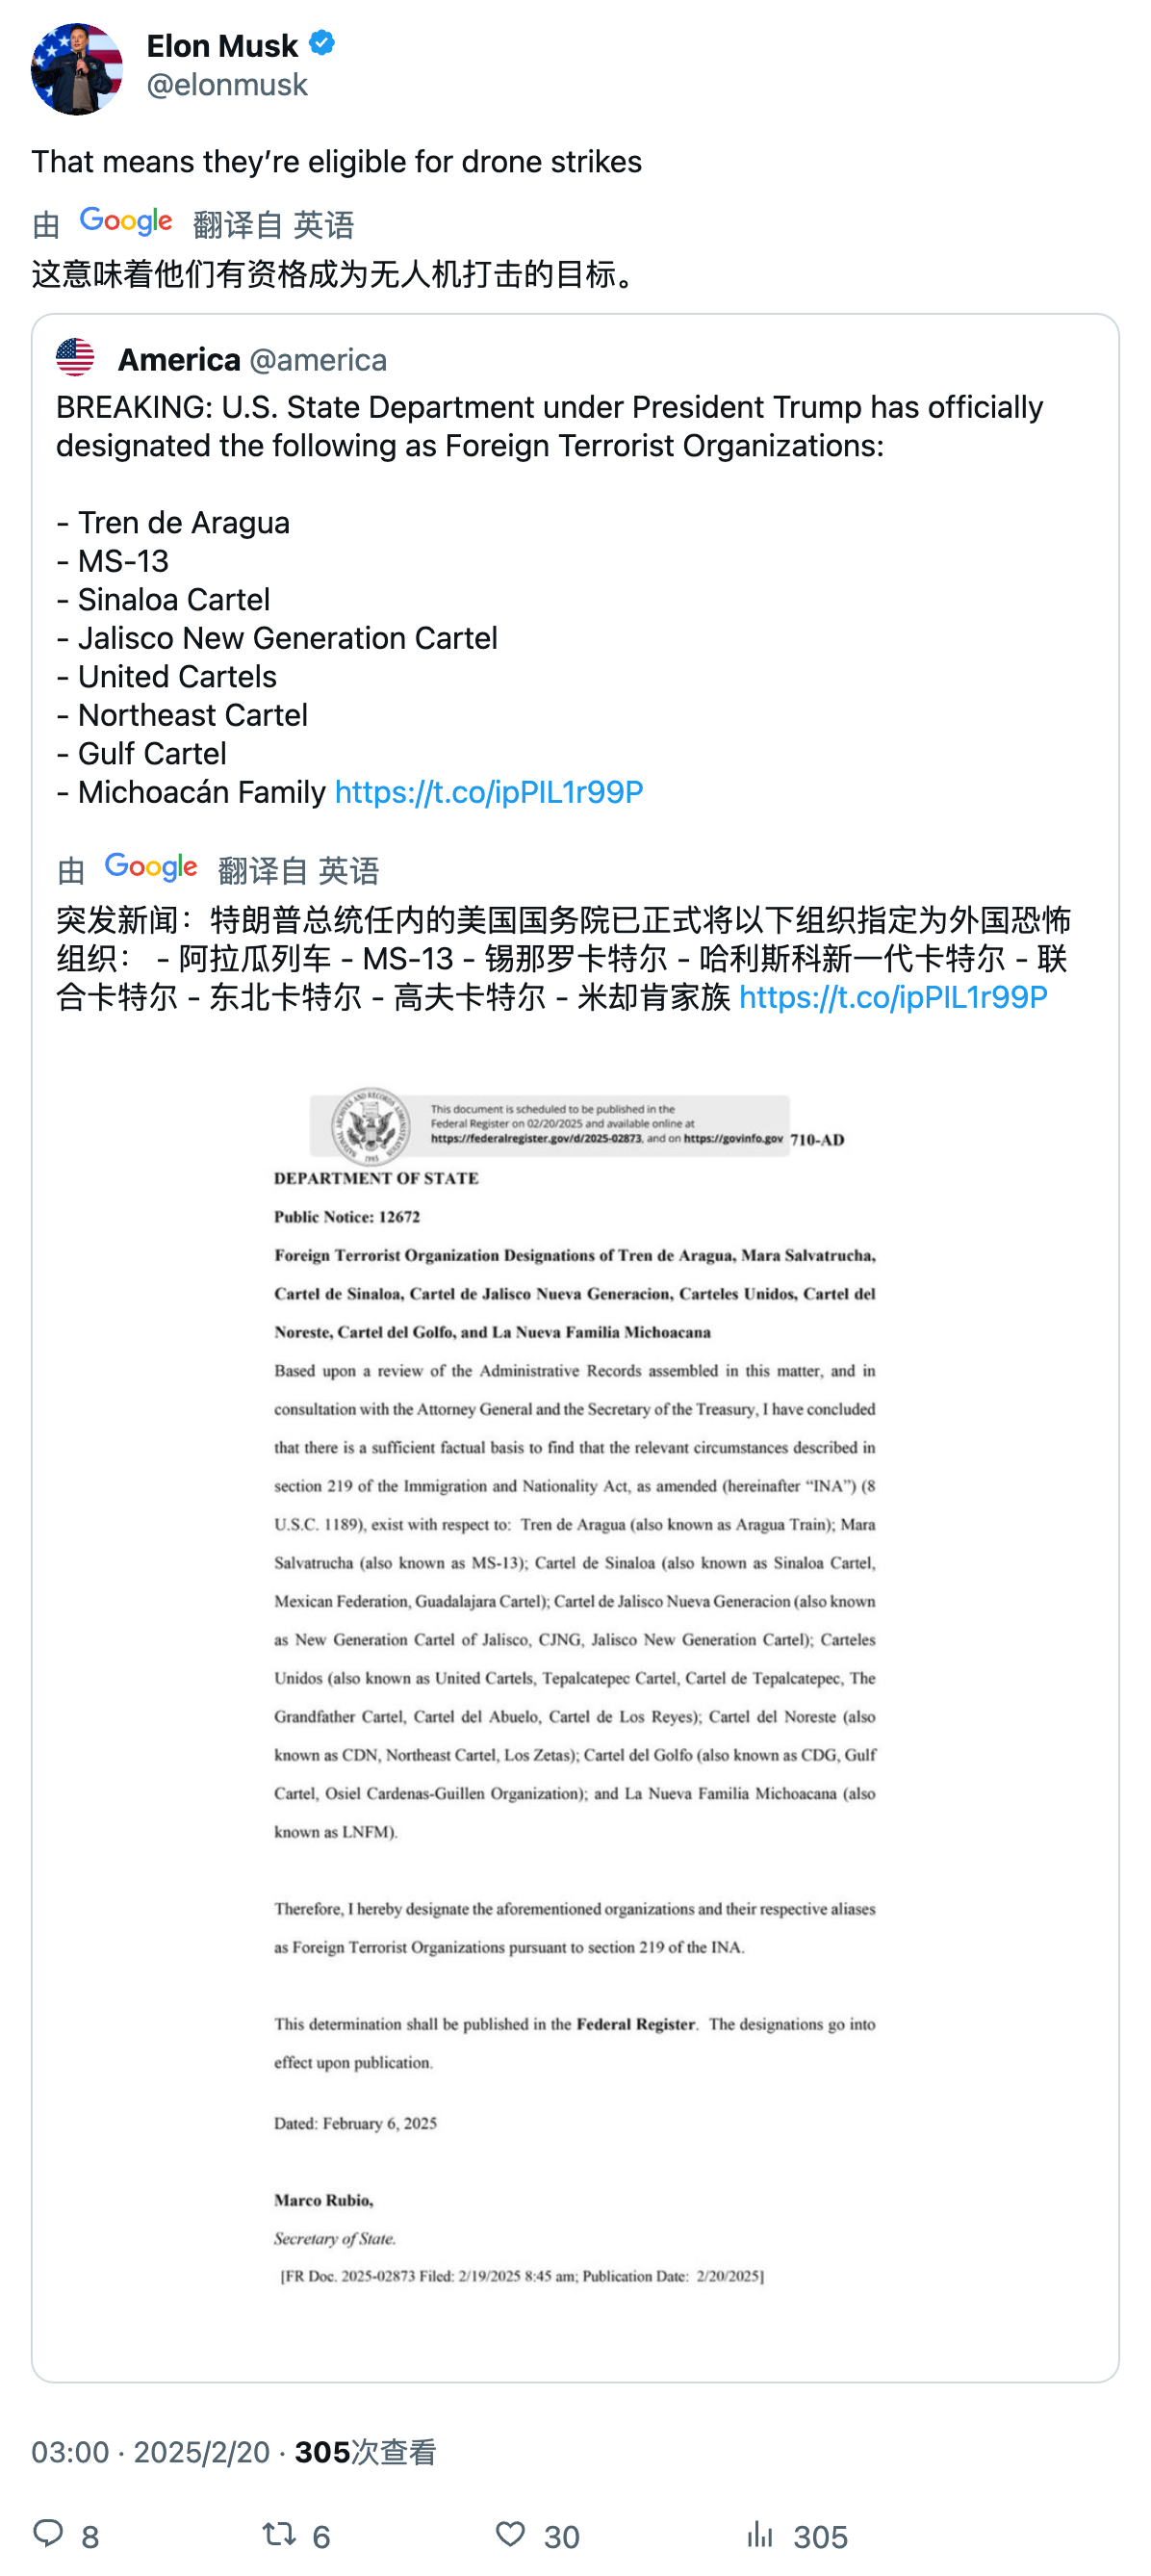 Elon Musk
@elonmusk
That means they’re eligible for drone strikes
由 Google 翻译自 英语
这意味着他们有资格成为无人机打击的目标。
America @america
BREAKING: U.S. State Department under President Trump has officially
designated the following as Foreign Terrorist Organizations:
- Tren de Aragua
- MS-13
- Sinaloa Cartel
- Jalisco New Generation Cartel
- United Cartels
- Northeast Cartel
- Gulf Cartel
- Michoacán Family https://t.co/ipPIL1r99P
由 Google 翻译自 英语
突发新闻：特朗普总统任内的美国国务院已正式将以下组织指定为外国恐怖
组织： - 阿拉瓜列车 - MS-13 - 锡那罗卡特尔 - 哈利斯科新一代卡特尔 - 联
合卡特尔 - 东北卡特尔 - 高夫卡特尔 - 米却肯家族 https://t.co/ipPIL1r99P
This document is scheduled to be published in the
Federal Register on 02/20/2025 and available online at
https://federalregister.gov/d/2025-02873, and on https://govinfo.gov 710-AD
DEPARTMENT OF STATE
Public Notice: 12672
Foreign Terrorist Organization Designations of Tren de Aragua, Mara Salvatrucha,
Cartel de Sinaloa, Cartel de Jalisco Nueva Generacion, Carteles Unidos, Cartel del
Noreste, Cartel del Golfo, and La Nueva Familia Michoacana
Based upon a review of the Administrative Records assembled in this matter, and in
consultation with the Attorney General and the Secretary of the Treasury, I have concluded
that there is a sufficient factual basis to find that the relevant circumstances described in
section 219 of the Immigration and Nationality Act, as amended (hereinafter “INA”) (8
U.S.C. 1189), exist with respect to: Tren de Aragua (also known as Aragua Train); Mara
Salvatrucha (also known as MS-13); Cartel de Sinaloa (also known as Sinaloa Cartel,
Mexican Federation, Guadalajara Cartel); Cartel de Jalisco Nueva Generacion (also known
as New Generation Cartel of Jalisco, CJNG, Jalisco New Generation Cartel); Carteles
Unidos (also known as United Cartels, Tepalcatepec Cartel, Cartel de Tepalcatepec, The
Grandfather Cartel, Cartel del Abuelo, Cartel de Los Reyes); Cartel del Noreste (also
known as CDN, Northeast Cartel, Los Zetas); Cartel del Golfo (also known as CDG, Gulf
Cartel, Osiel Cardenas-Guillen Organization); and La Nueva Familia Michoacana (also
known as LNFM).
Therefore, I hereby designate the aforementioned organizations and their respective aliases
as Foreign Terrorist Organizations pursuant to section 219 of the INA.
This determination shall be published in the Federal Register. The designations go into
effect upon publication.
Dated: February 6, 2025
Marco Rubio,
Secretary of State.
[FR Doc. 2025-02873 Filed: 2/19/2025 8:45 am; Publication Date: 2/20/2025]
03:00 · 2025/2/20 · 305次查看
8 6 30 305